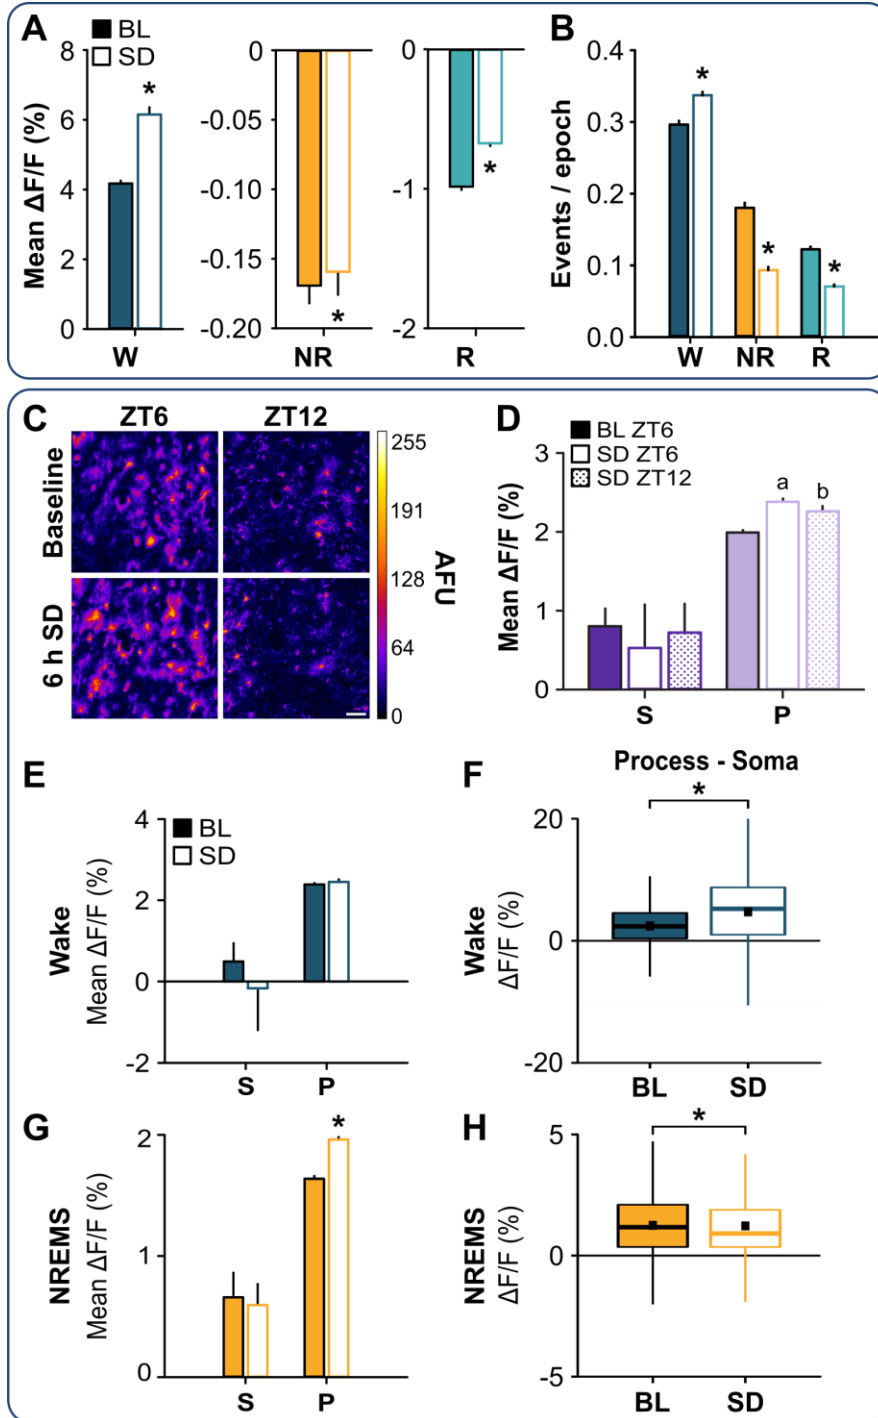 A
BL
SD
Mean ΔF/F (%)
8
6
4
2
0
*
W
0
-0.05
-0.10
-0.15
-0.20
*
NR
0
-1
-2
*
R
B
Events / epoch
0.4
0.3
0.2
0.1
0.0
*
*
*
W NR R
C
ZT6 ZT12
Baseline
6 h SD
255
191
128
64
0
AFU
D
BL ZT6
SD ZT6
SD ZT12
Mean ΔF/F (%)
3
2
1
0
a
b
S P
E
BL
SD
Wake
Mean ΔF/F (%)
4
2
0
-2
S P
F
Process - Soma
*
Wake
ΔF/F (%)
20
0
-20
BL SD
G
NREMS
Mean ΔF/F (%)
2
1
0
*
S P
H
*
NREMS
ΔF/F (%)
5
0
-5
BL SD